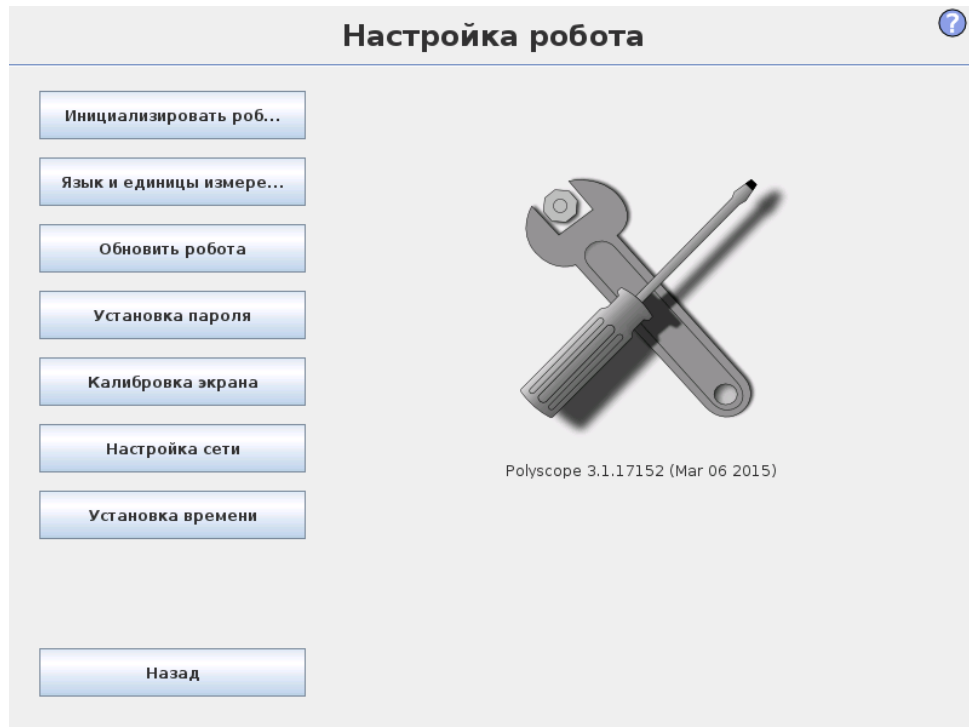 Настройка робота
?
Инициализировать роб...
Язык и единицы измере...
Обновить робота
Установка пароля
Калибровка экрана
Настройка сети
Polyscope 3.1.17152 (Mar 06 2015)
Установка времени
Назад